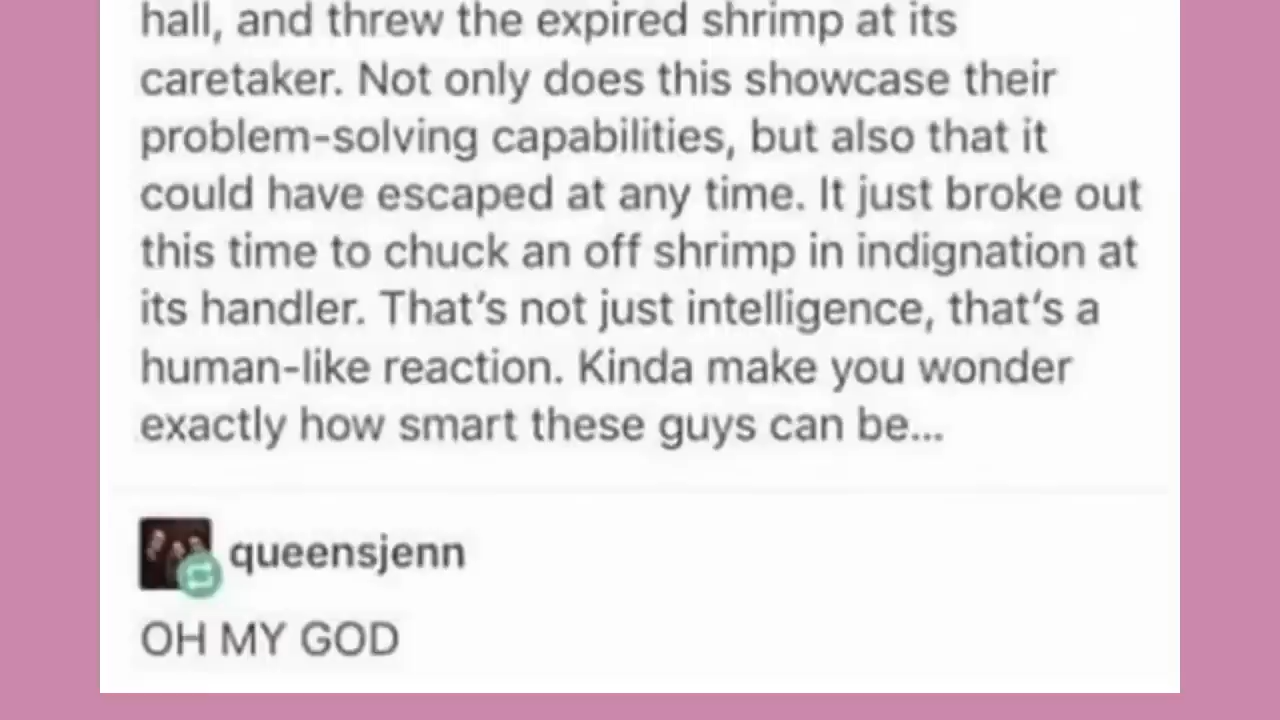 hall, and threw the expired shrimp at its
caretaker. Not only does this showcase their
problem-solving capabilities, but also that it
could have escaped at any time. It just broke out
this time to chuck an off shrimp in indignation at
its handler. That's not just intelligence, that's a
human-like reaction. Kinda make you wonder
exactly how smart these guys can be...
queensjenn
OH MY GOD